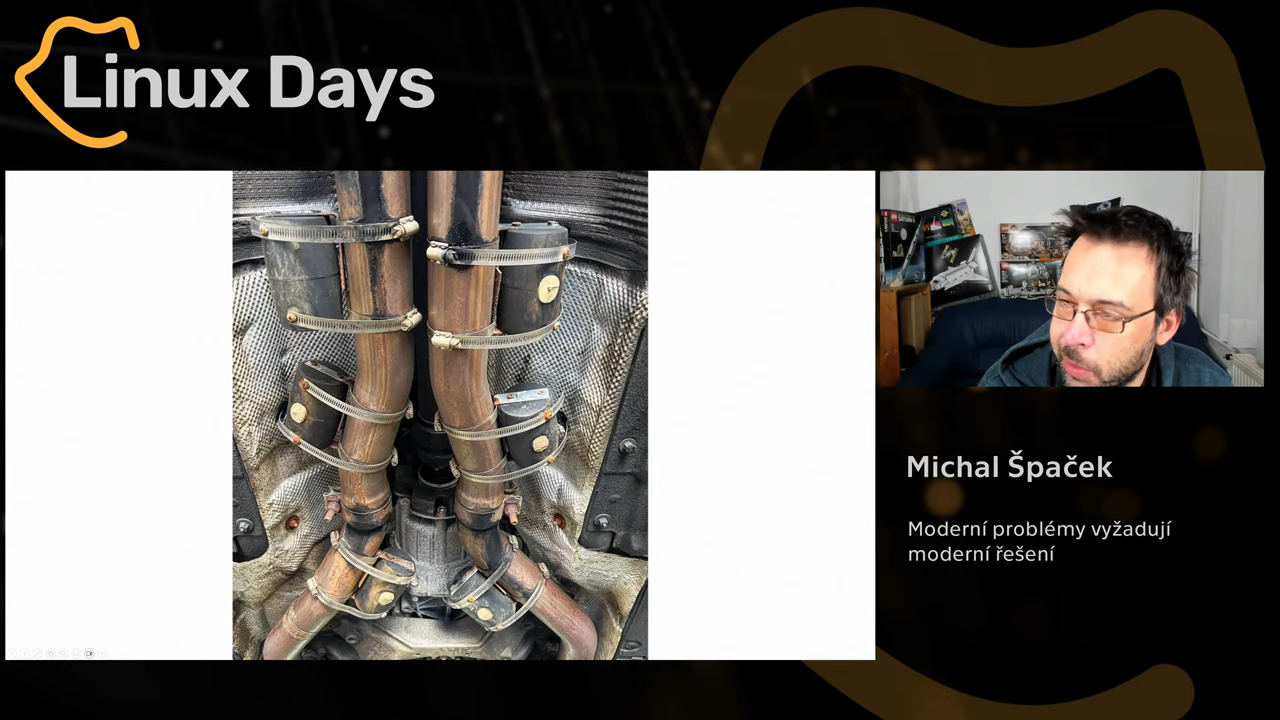 Linux Days
Michal Špaček
Moderní problémy vyžadují
moderní řešení